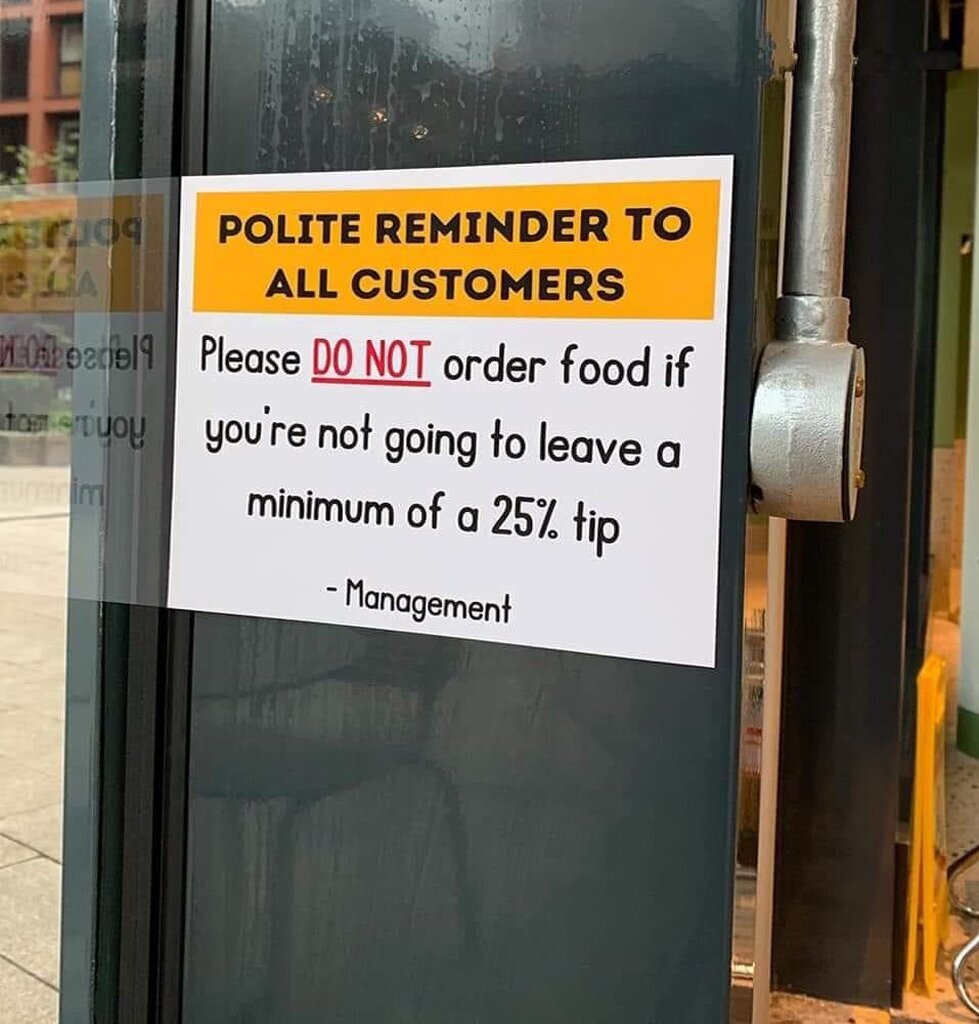 POLITE REMINDER TO
ALL CUSTOMERS
Please DO NOT order food if
you're not going to leave a
minimum of a 25% tip
- Management